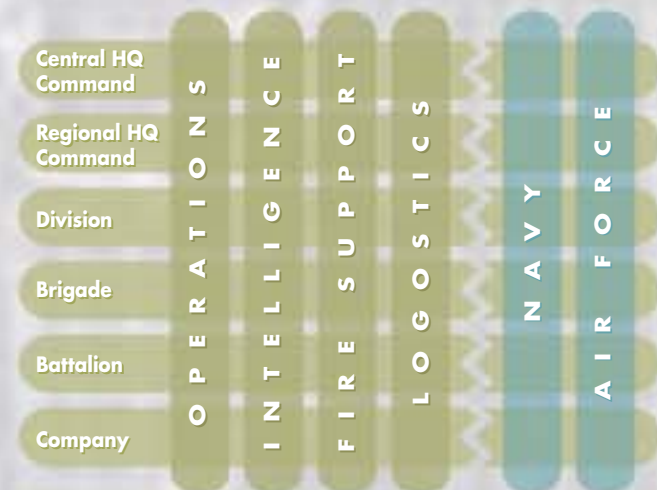 Central HQ
Command
Regional HQ
Command
Division
Brigade
Battalion
Company
OPERATIONS
INTELLIGENCE
FIRE SUPPORT
LOGOSTICS
NAVY
AIR FORCE